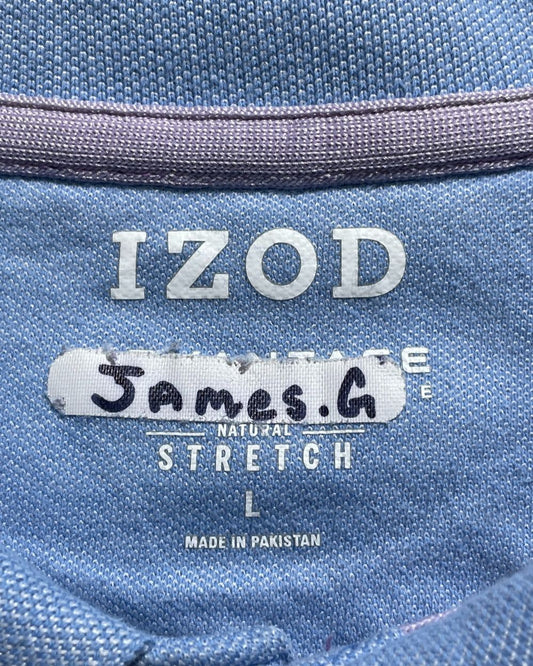 IZOD
James.G
E
NATURAL
STRETCH
L
MADE IN PAKISTAN